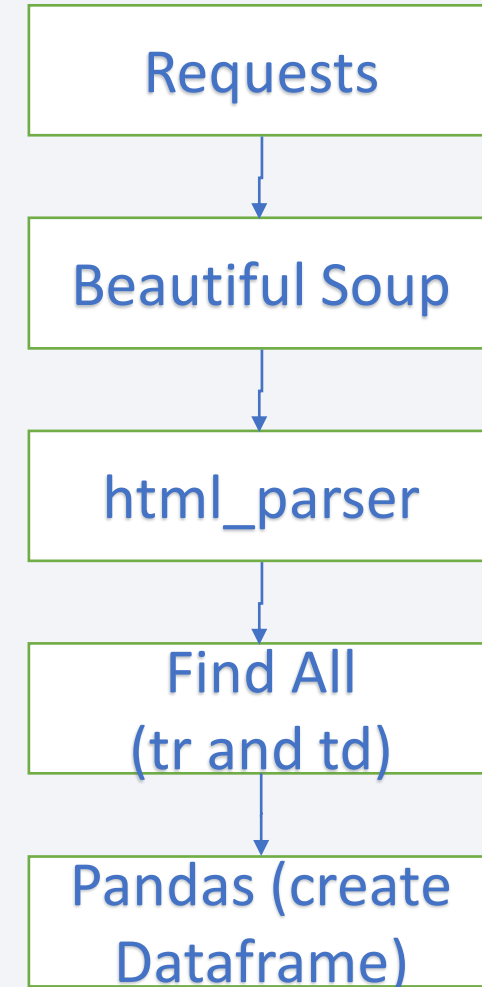 Requests
Beautiful Soup
html_parser
Find All
(tr and td)
Pandas (create
Dataframe)